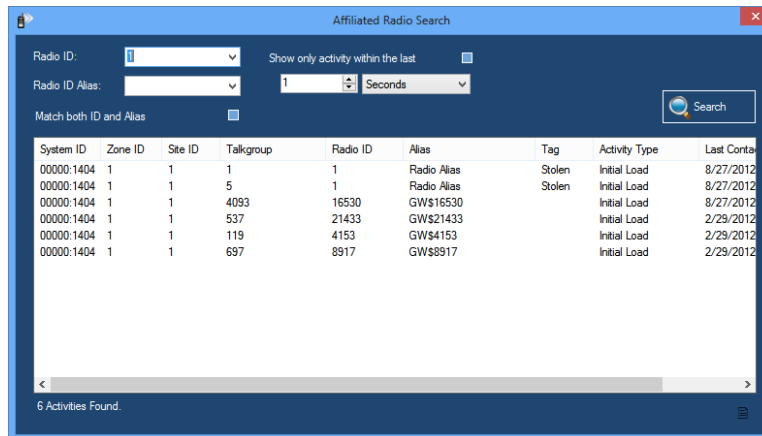 Affiliated Radio Search
Radio ID: 1 Show only activity within the last
Radio ID Alias: 1 Seconds
Match both ID and Alias
Search
System ID Zone ID Site ID Talkgroup Radio ID Alias Tag Activity Type Last Conta
00000:1404 1 1 1 1 Radio Alias Stolen Initial Load 8/27/2012
00000:1404 1 1 5 1 Radio Alias Stolen Initial Load 8/27/2012
00000:1404 1 1 4093 16530 GW$16530 Initial Load 8/27/2012
00000:1404 1 1 537 21433 GW$21433 Initial Load 2/29/2012
00000:1404 1 1 119 4153 GW$4153 Initial Load 2/29/2012
00000:1404 1 1 697 8917 GW$8917 Initial Load 2/29/2012
6 Activities Found.